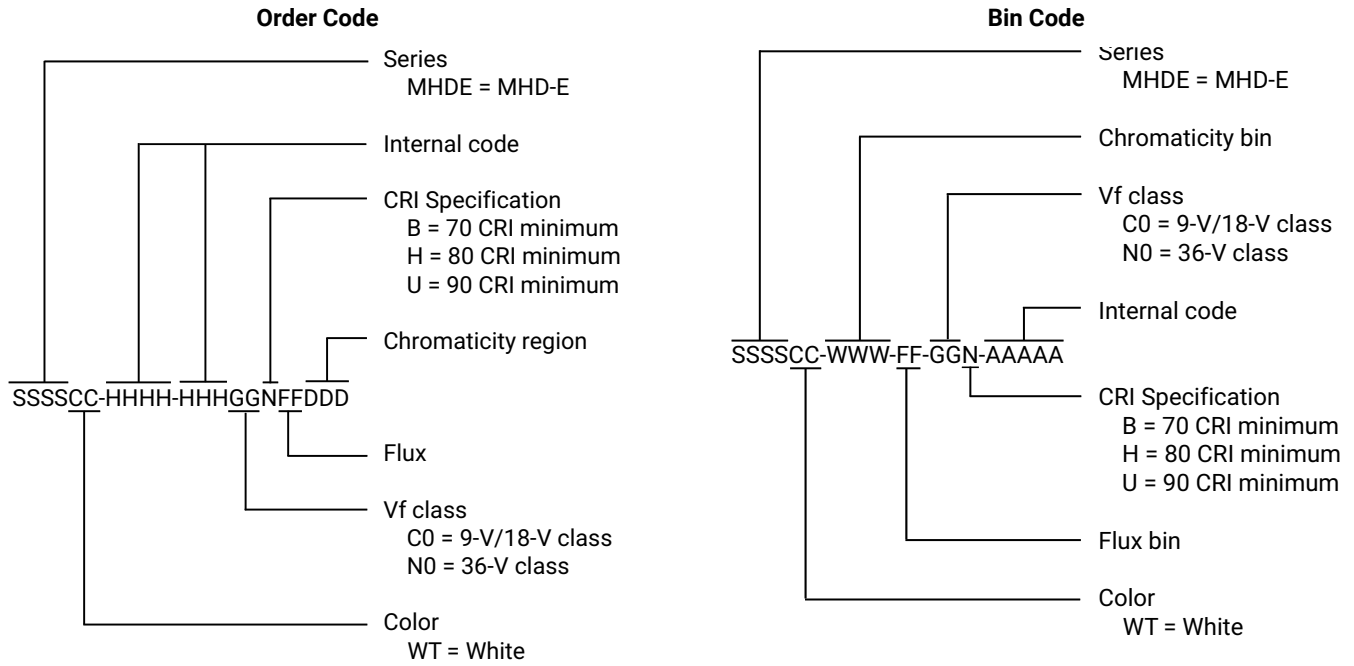 Order Code
Series
MHDE = MHD-E
Internal code
CRI Specification
B = 70 CRI minimum
H = 80 CRI minimum
U = 90 CRI minimum
Chromaticity region
SSSSCC-HHHH-HHHGGNFFDDD
Flux
Vf class
C0 = 9-V/18-V class
N0 = 36-V class
Color
WT = White
Bin Code
Series
MHDE = MHD-E
Chromaticity bin
Vf class
C0 = 9-V/18-V class
N0 = 36-V class
Internal code
SSSSCC-WWW-FF-GGN-AAAAA
CRI Specification
B = 70 CRI minimum
H = 80 CRI minimum
U = 90 CRI minimum
Flux bin
Color
WT = White